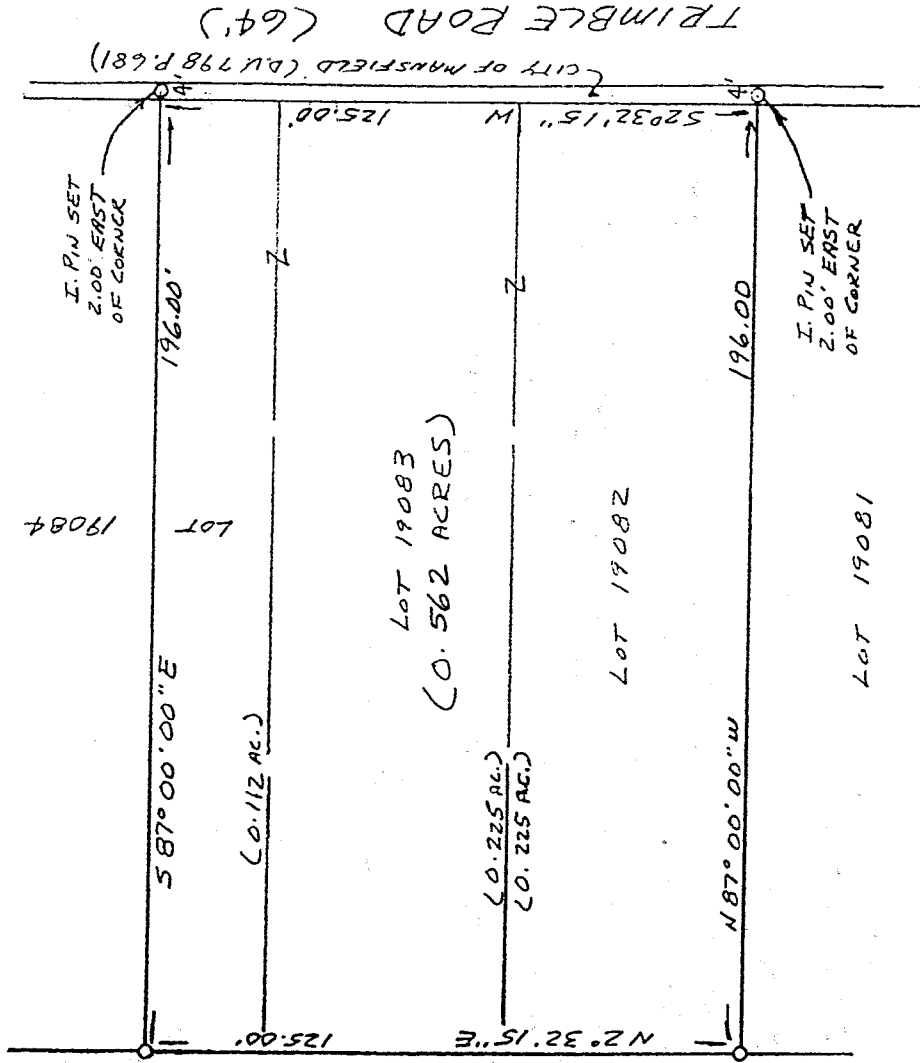 TRIMBLE ROAD (64')
CITY OF MANSFIELD (D.V. 798 P. 681)
4'
4'
125.00'
S2°32'15" W
I. PIN SET
2.00' EAST
OF CORNER
I. PIN SET
2.00' EAST
OF CORNER
196.00'
196.00
LOT 19084
LOT 19083
(0.562 ACRES)
LOT 19082
LOT 19081
S 87° 00' 00" E
(0.112 AC.)
(0.225 AC.)
(0.225 AC.)
N 87° 00' 00" W
N2° 32' 15" E
125.00'